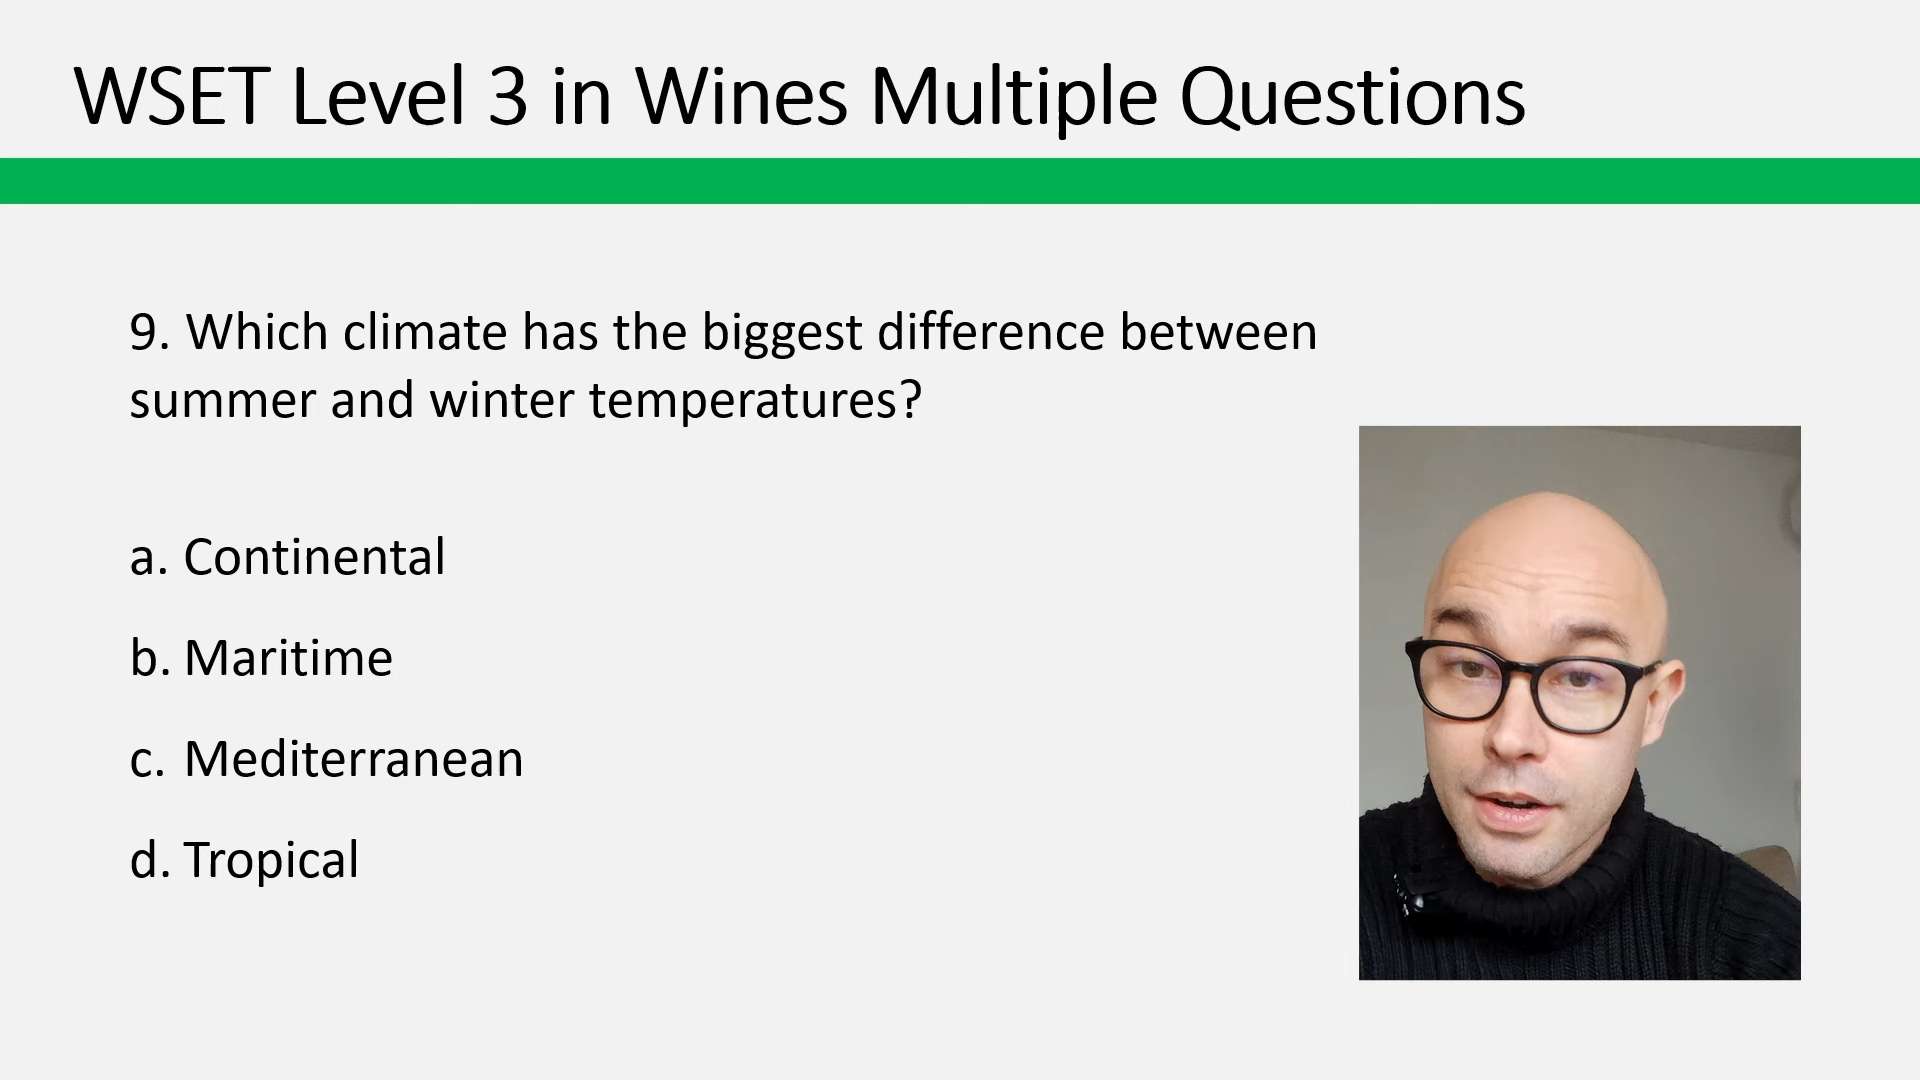 WSET Level 3 in Wines Multiple Questions
9. Which climate has the biggest difference between
summer and winter temperatures?
a. Continental
b. Maritime
c. Mediterranean
d. Tropical